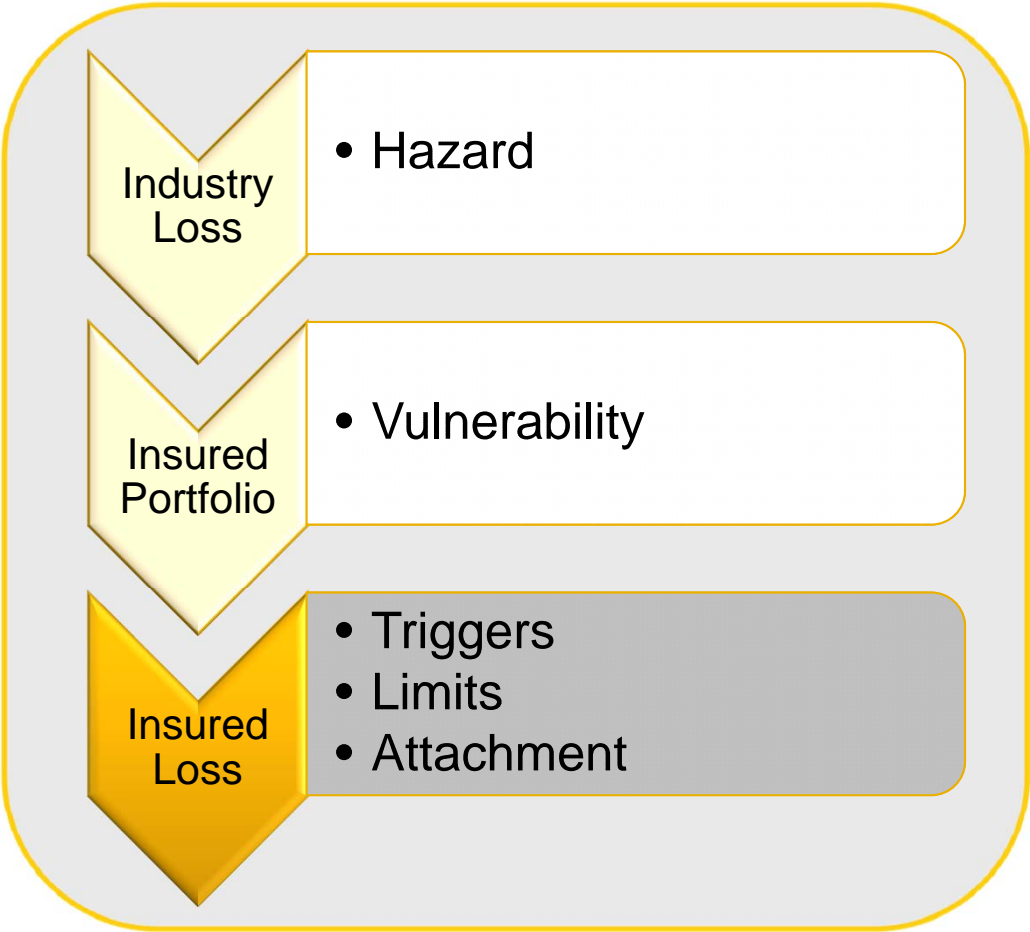 Industry
Loss
• Hazard
Insured
Portfolio
• Vulnerability
Insured
Loss
• Triggers
• Limits
• Attachment